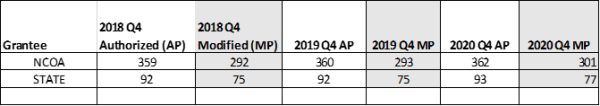 Grantee 2018 Q4 Authorized (AP) 2018 Q4 Modified (MP) 2019 Q4 AP 2019 Q4 MP 2020 Q4 AP 2020 Q4 MP
NCOA 359 292 360 293 362 301
STATE 92 75 92 75 93 77